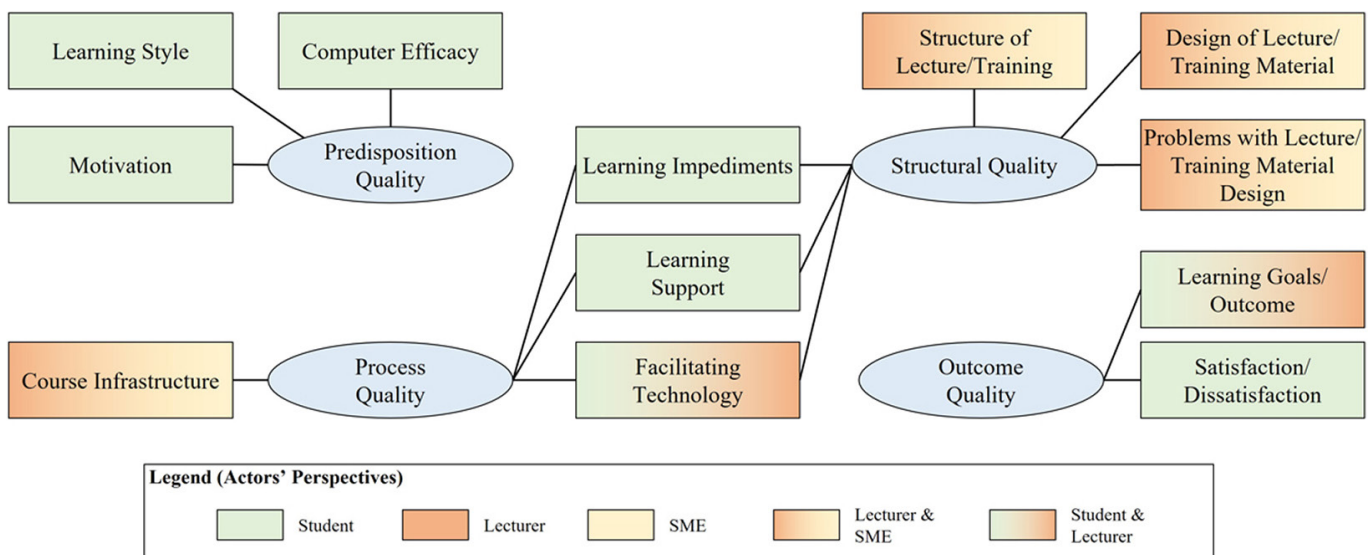 Learning Style
Computer Efficacy
Structure of
Lecture/Training
Design of Lecture/
Training Material
Motivation
Predisposition
Quality
Learning Impediments
Structural Quality
Problems with Lecture/
Training Material
Design
Learning
Support
Learning Goals/
Outcome
Course Infrastructure
Process
Quality
Facilitating
Technology
Outcome
Quality
Satisfaction/
Dissatisfaction
Legend (Actors’ Perspectives)
Student
Lecturer
SME
Lecturer &
SME
Student &
Lecturer